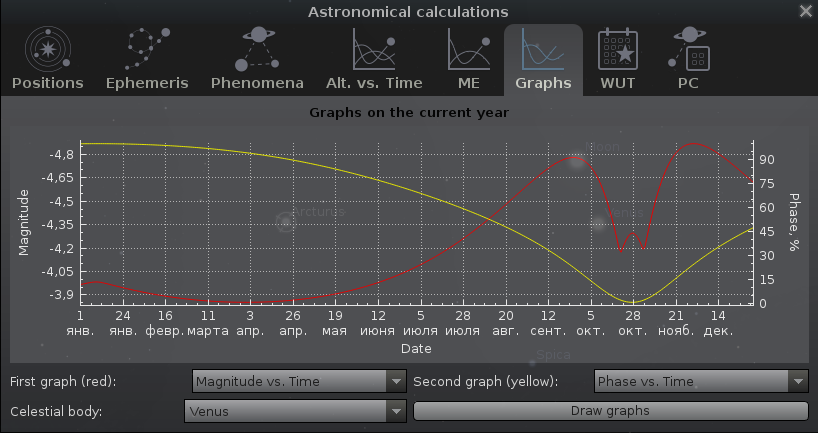 Astronomical calculations
Positions Ephemeris Phenomena Alt. vs. Time ME Graphs WUT PC
Graphs on the current year
Magnitude
-4,8
-4,65
-4,5
-4,35
-4,2
-4,05
-3,9
90
75
60
45
30
15
0
Phase, %
Moon
Arcturus
Venus
1 24 16 11 3 26 19 12 5 28 20 12 5 28 21 14
янв. янв. февр. марта апр. апр. мая июня июля июля авг. сент. окт. окт. нояб. дек.
Date
Spica
First graph (red): Magnitude vs. Time Second graph (yellow): Phase vs. Time
Celestial body: Venus Draw graphs